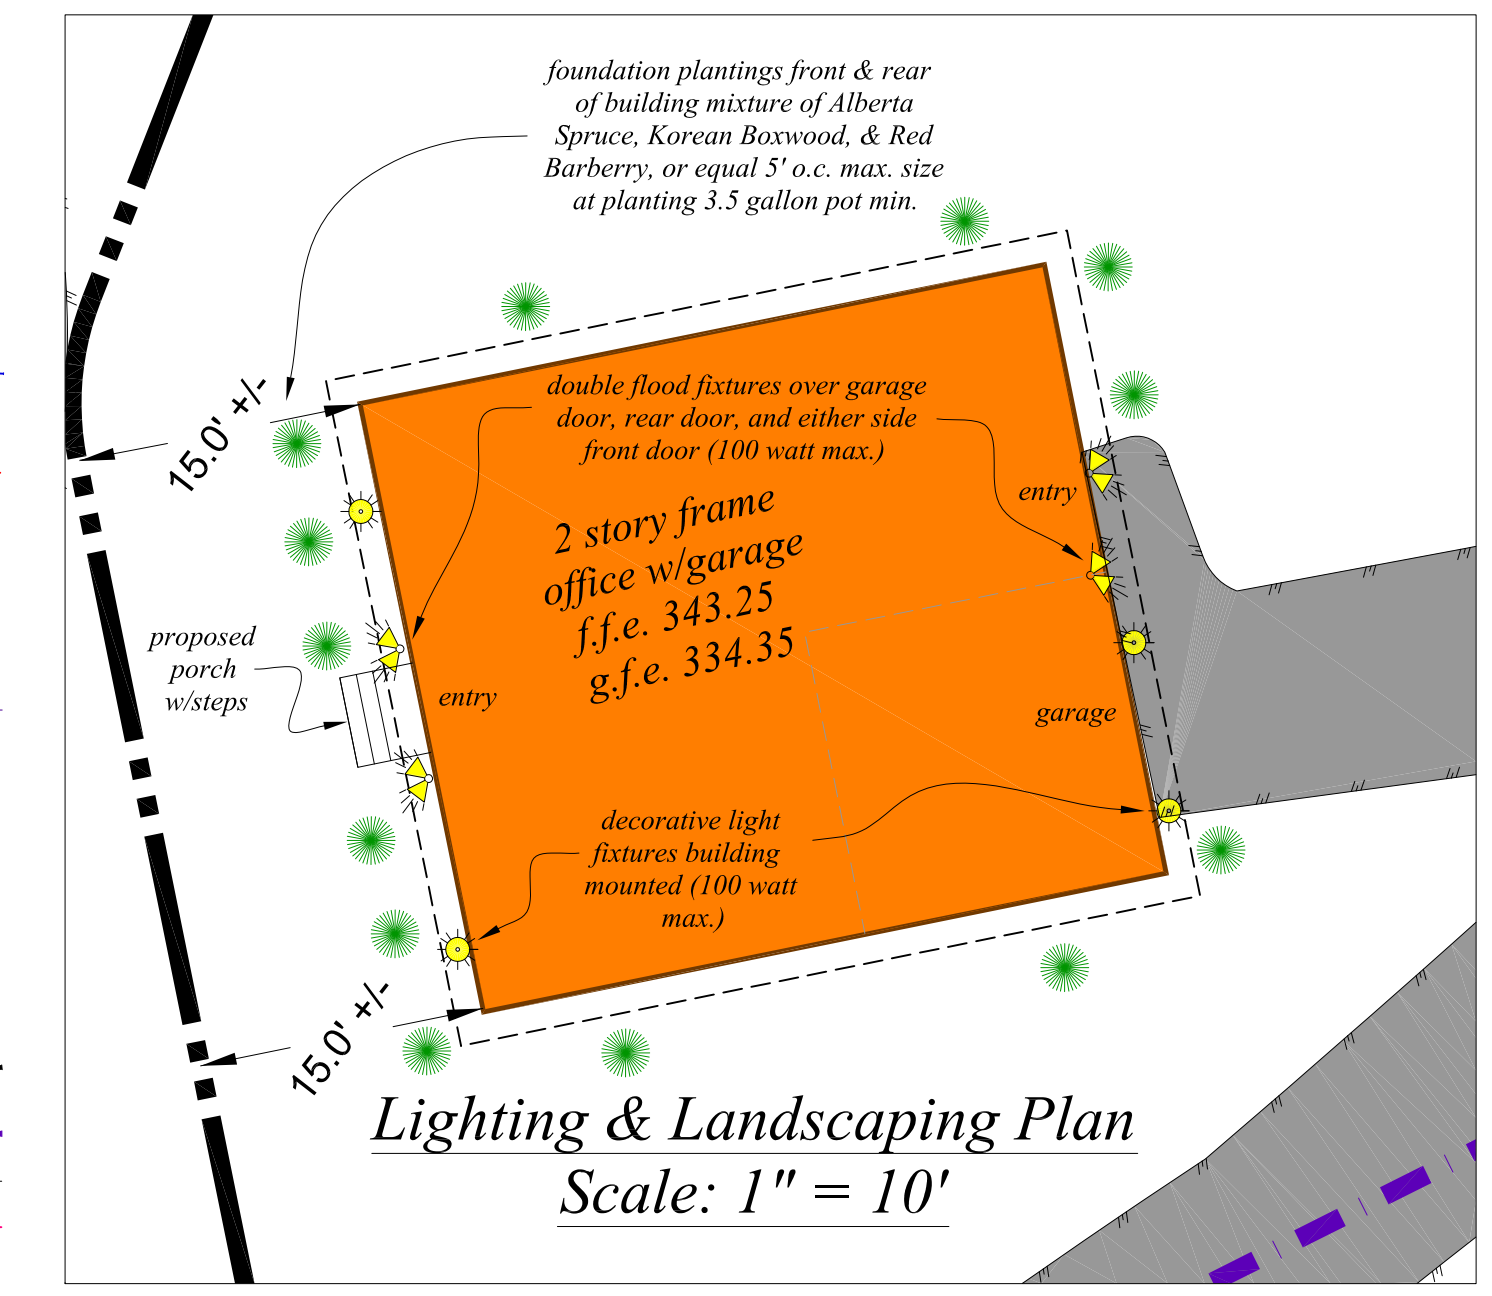 foundation plantings front & rear
of building mixture of Alberta
Spruce, Korean Boxwood, & Red
Barberry, or equal 5' o.c. max. size
at planting 3.5 gallon pot min.
15.0' +/-
double flood fixtures over garage
door, rear door, and either side
front door (100 watt max.)
entry
2 story frame
office w/garage
f.f.e. 343.25
g.f.e. 334.35
proposed
porch
w/steps
entry
garage
decorative light
fixtures building
mounted (100 watt
max.)
15.0' +/-
Lighting & Landscaping Plan
Scale: 1" = 10'